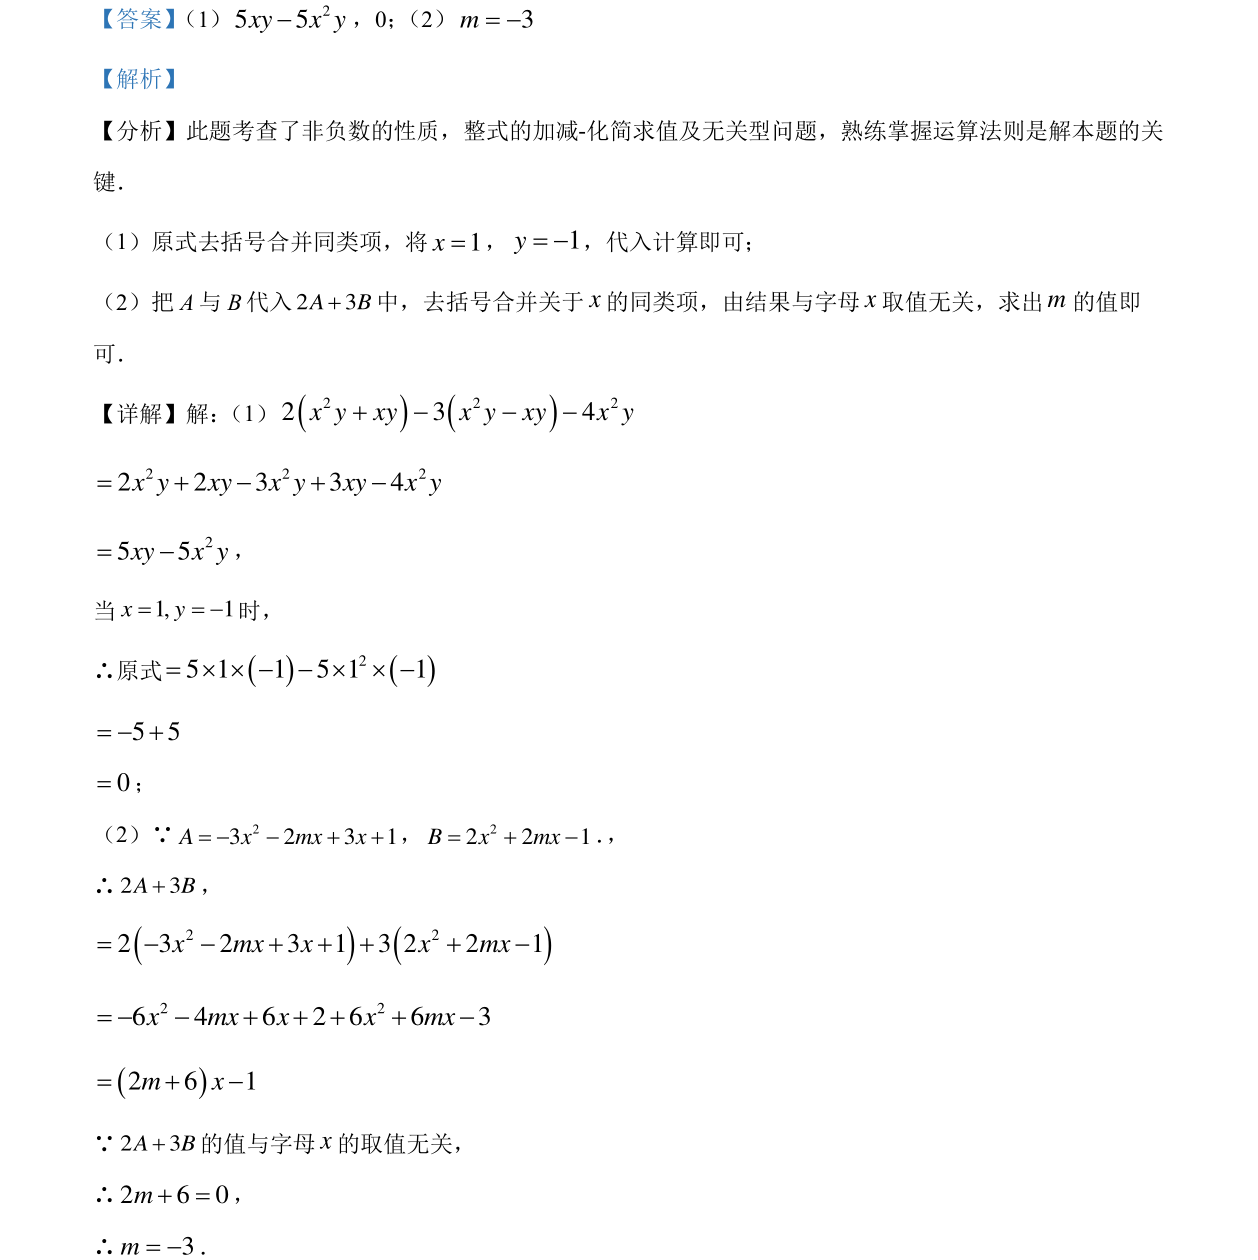 【答案】（1）5xy－5x²y，0；（2）m＝－3
【解析】
【分析】此题考查了非负数的性质，整式的加减-化简求值及无关型问题，熟练掌握运算法则是解本题的关
键．
（1）原式去括号合并同类项，将 x＝1，y＝－1，代入计算即可；
（2）把 A 与 B 代入 2A＋3B 中，去括号合并关于 x 的同类项，由结果与字母 x 取值无关，求出 m 的值即
可．
【详解】解：（1）2(x²y＋xy)－3(x²y－xy)－4x²y
＝2x²y＋2xy－3x²y＋3xy－4x²y
＝5xy－5x²y，
当 x＝1, y＝－1 时，
∴原式＝5×1×(－1)－5×1²×(－1)
＝－5＋5
＝0；
（2）∵ A＝－3x²－2mx＋3x＋1，B＝2x²＋2mx－1．，
∴ 2A＋3B，
＝2(－3x²－2mx＋3x＋1)＋3(2x²＋2mx－1)
＝－6x²－4mx＋6x＋2＋6x²＋6mx－3
＝(2m＋6)x－1
∵ 2A＋3B 的值与字母 x 的取值无关，
∴ 2m＋6＝0，
∴ m＝－3．